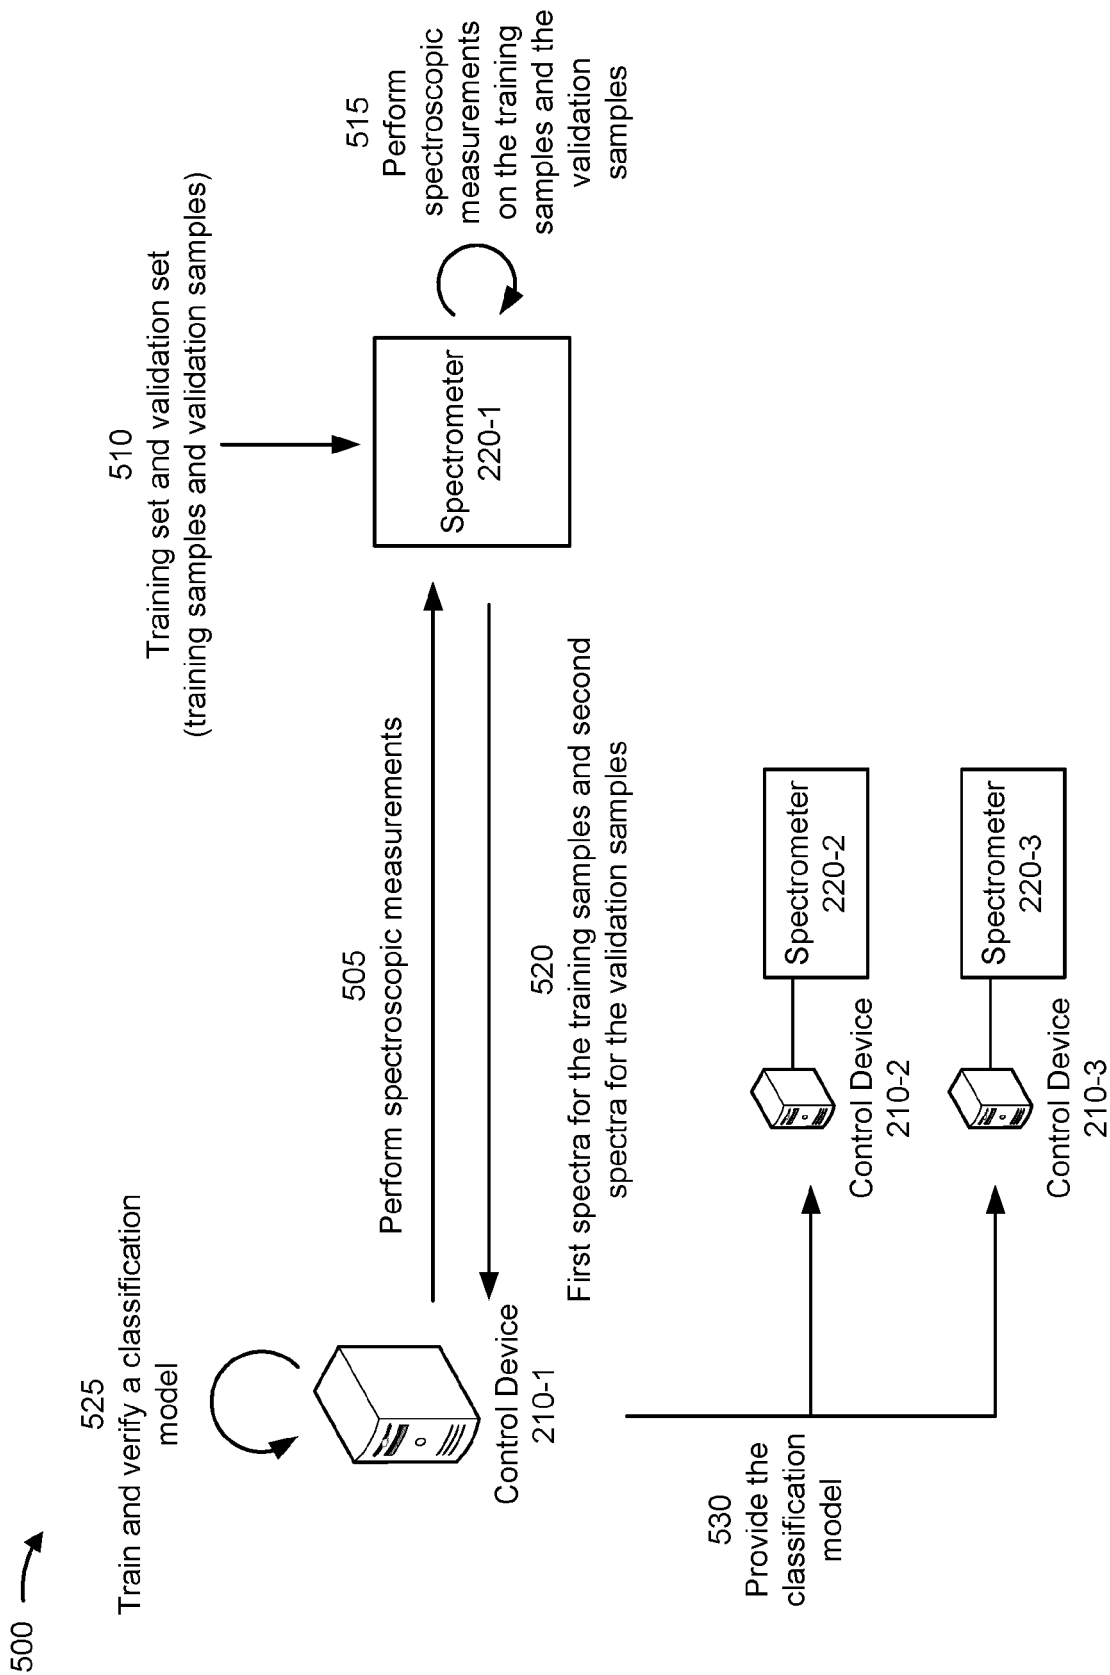 500
525
Train and verify a classification
model
510
Training set and validation set
(training samples and validation samples)
505
Perform spectroscopic measurements
515
Perform
spectroscopic
measurements
on the training
samples and the
validation
samples
Spectrometer
220-1
Control Device
210-1
520
First spectra for the training samples and second
spectra for the validation samples
530
Provide the
classification
model
Spectrometer
220-2
Control Device
210-2
Spectrometer
220-3
Control Device
210-3